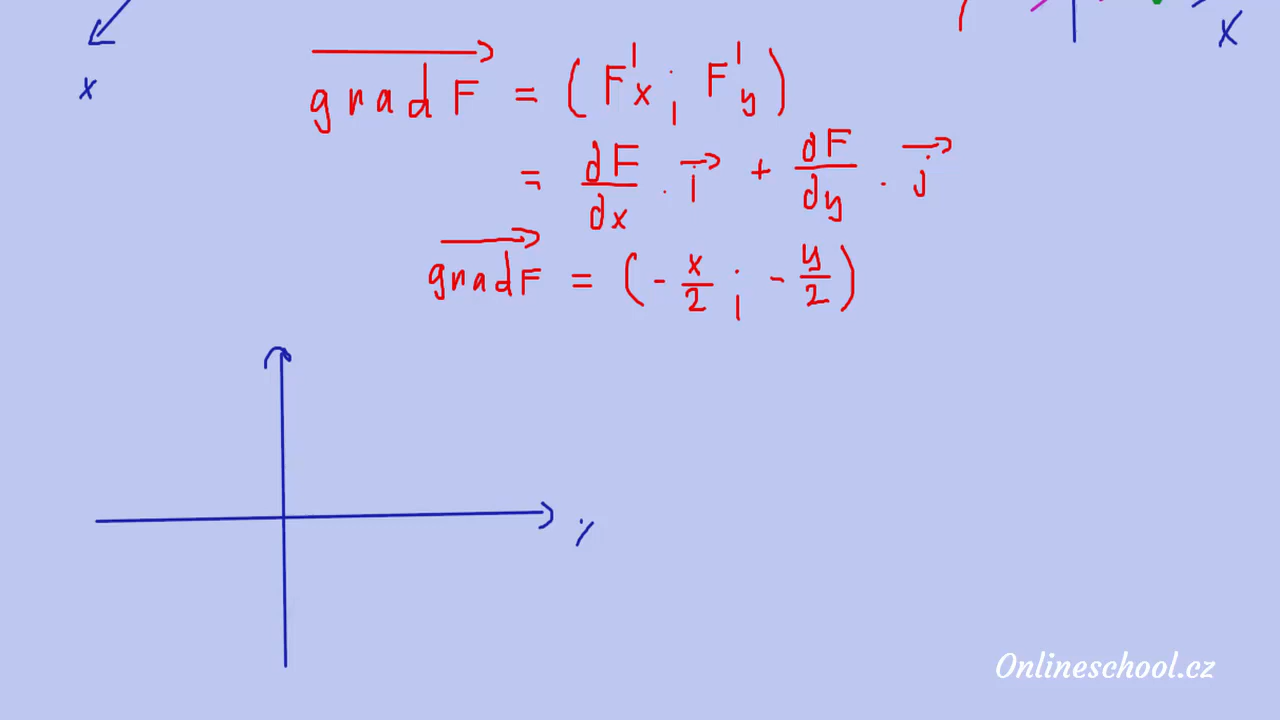 x
X
grad F = (F'x ; F'y)
= dF/dx . i + dF/dy . j
grad F = (- x/2 ; - y/2)
Onlineschool.cz